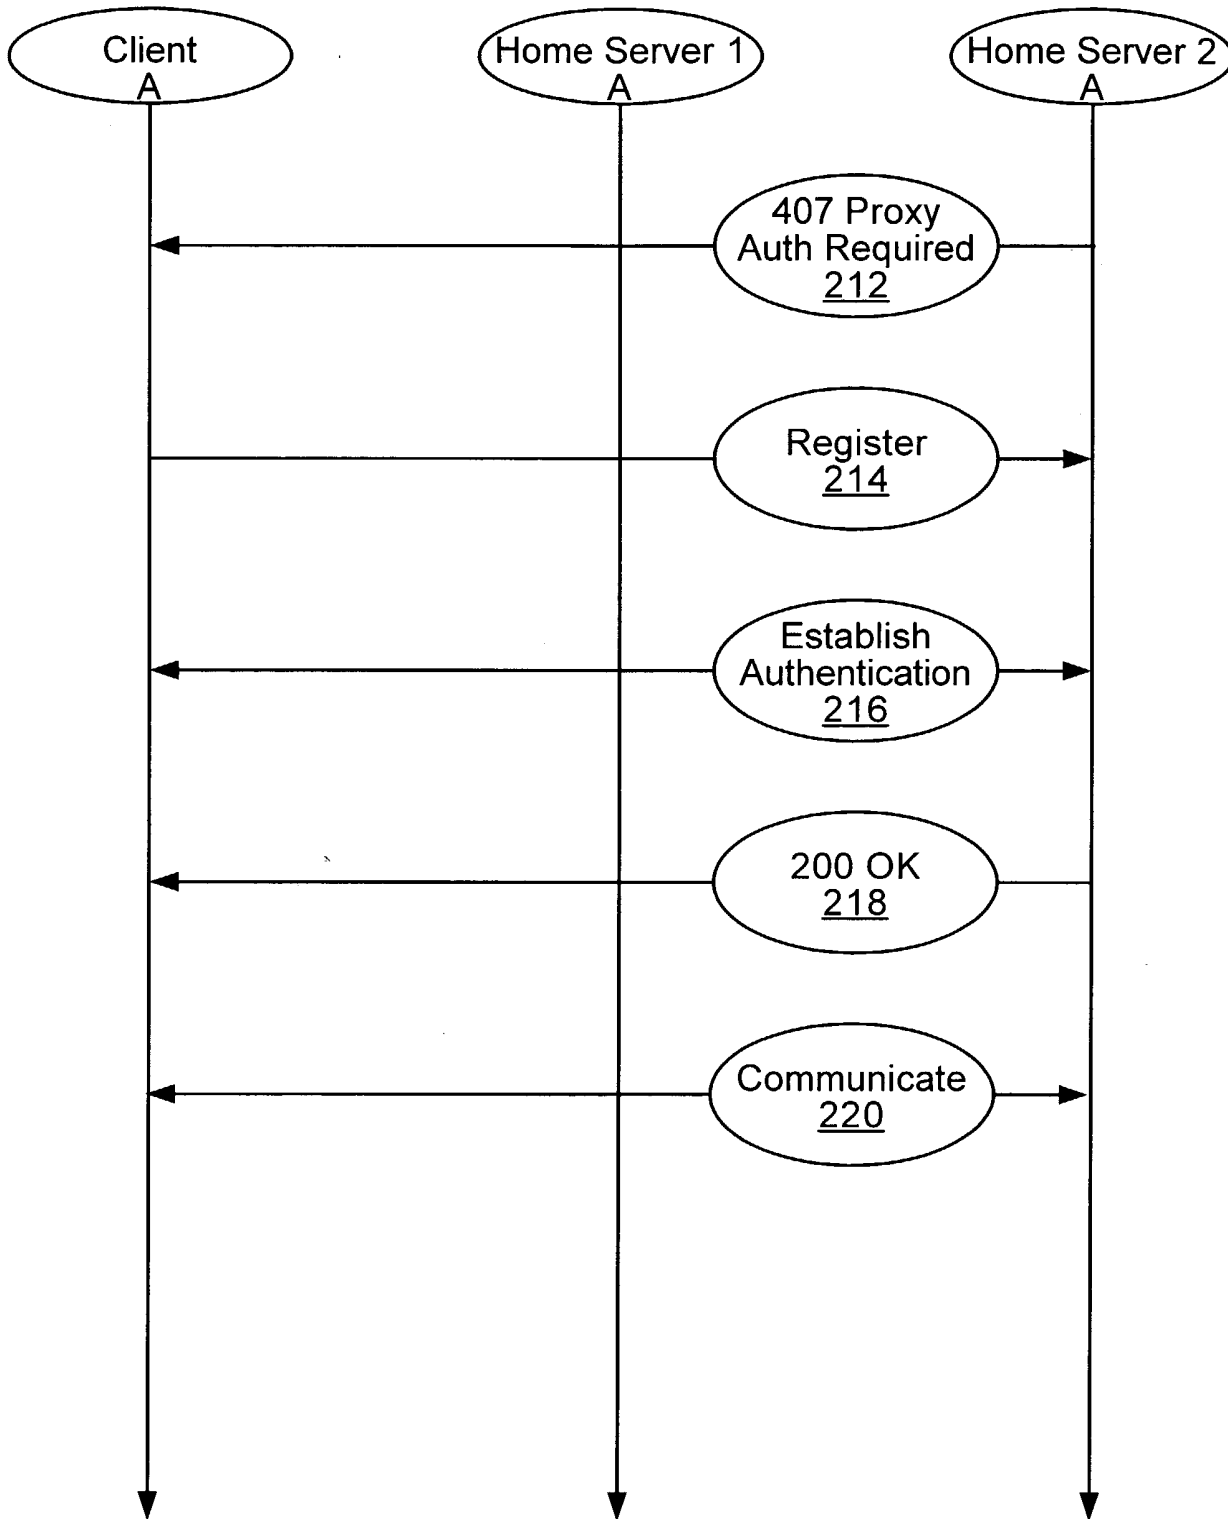 Client
A
Home Server 1
A
Home Server 2
A
407 Proxy
Auth Required
212
Register
214
Establish
Authentication
216
200 OK
218
Communicate
220